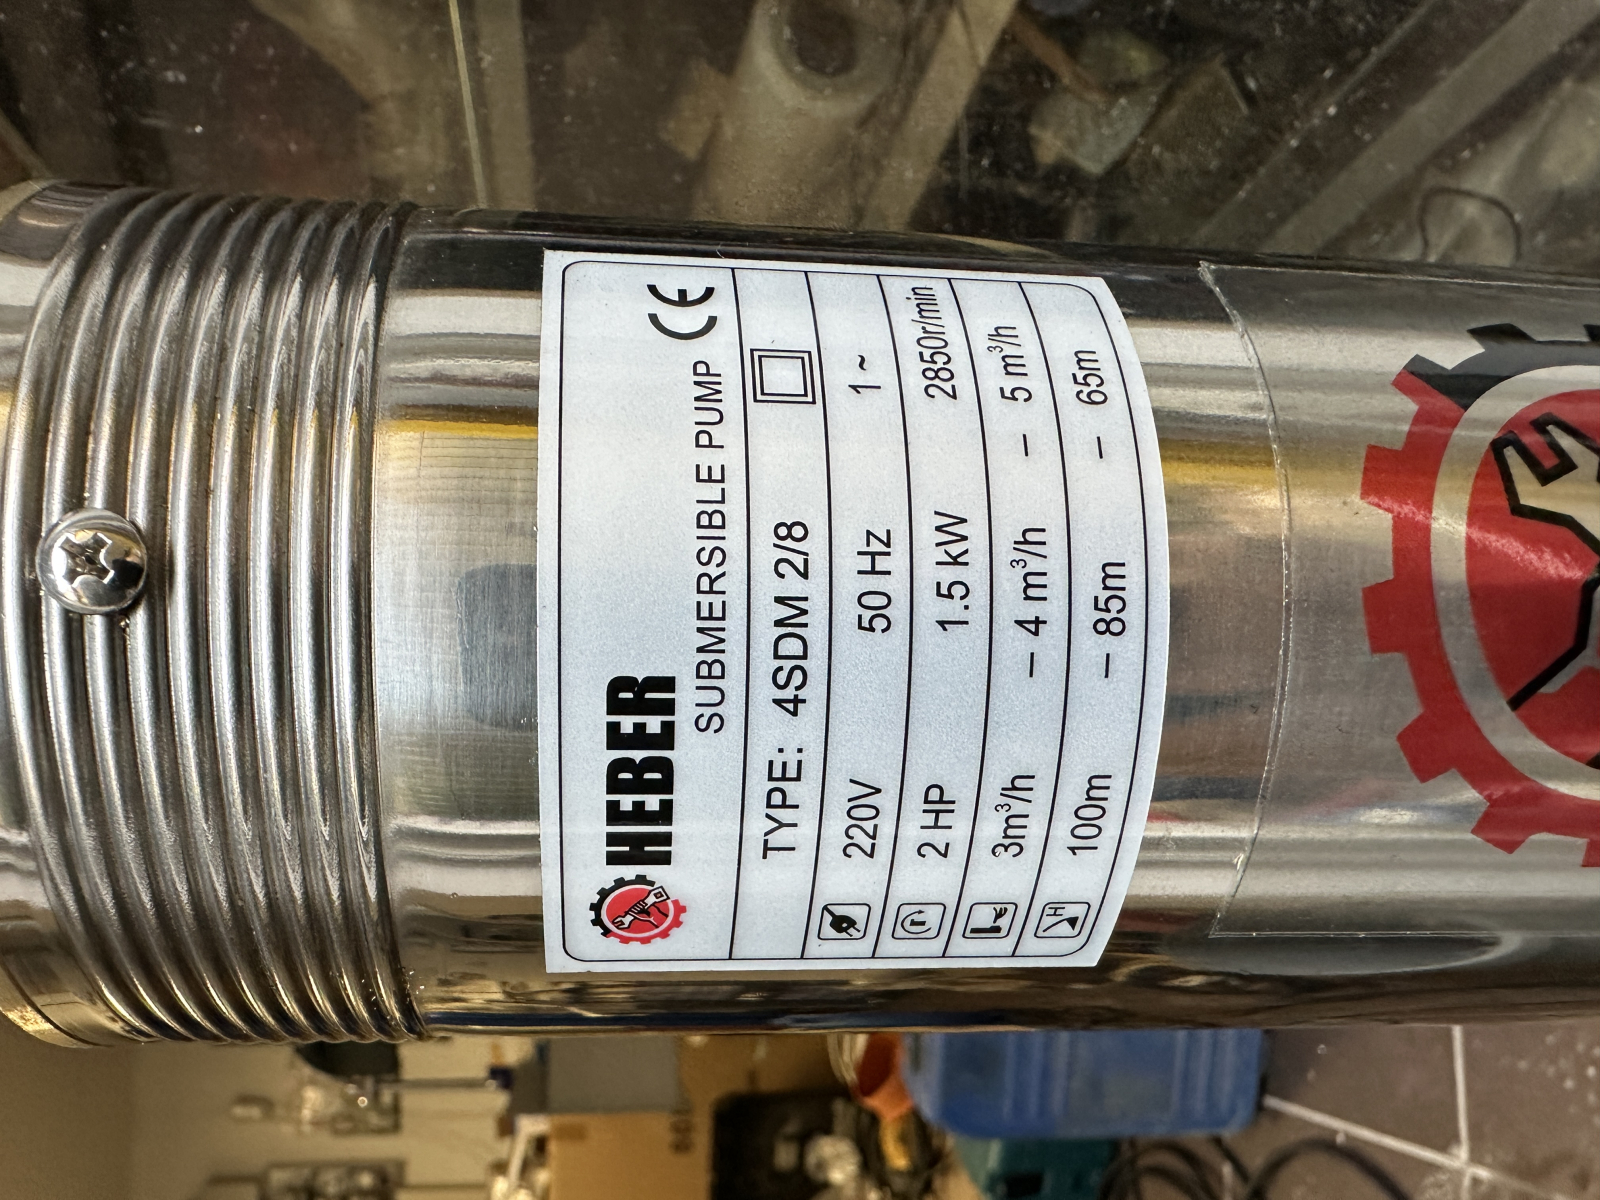 HEBER
SUBMERSIBLE PUMP CE
TYPE: 4SDM 2/8
220V 50 Hz 1~
2 HP 1.5 kW 2850r/min
3m³/h – 4 m³/h – 5 m³/h
H 100m – 85m – 65m